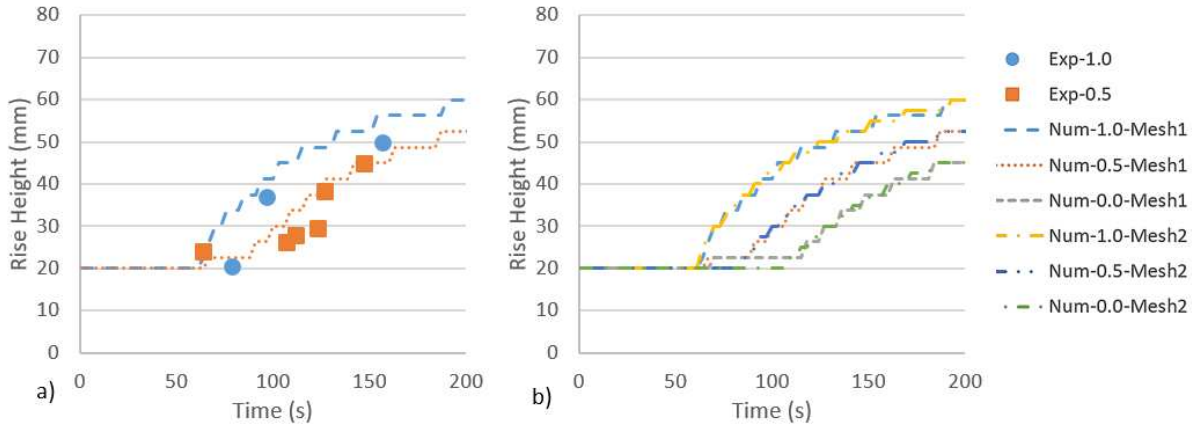 80
70
60
50
40
30
20
10
0
Rise Height (mm)
0 50 100 150 200
Time (s)
a)
80
70
60
50
40
30
20
10
0
Rise Height (mm)
0 50 100 150 200
Time (s)
b)
Exp-1.0
Exp-0.5
Num-1.0-Mesh1
Num-0.5-Mesh1
Num-0.0-Mesh1
Num-1.0-Mesh2
Num-0.5-Mesh2
Num-0.0-Mesh2